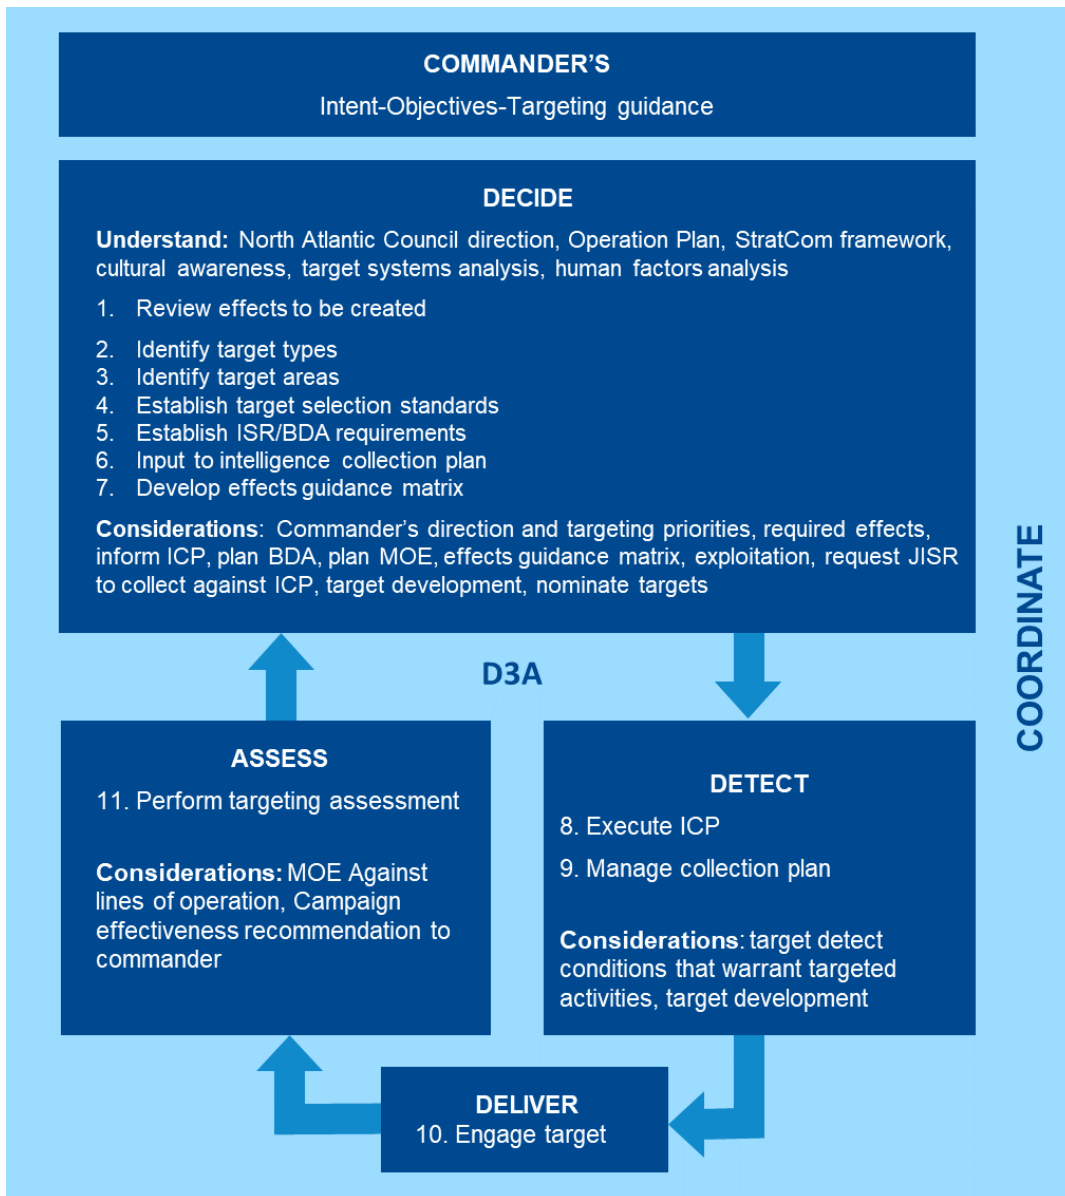 COMMANDER'S
Intent-Objectives-Targeting guidance
DECIDE
Understand: North Atlantic Council direction, Operation Plan, StratCom framework,
cultural awareness, target systems analysis, human factors analysis
1. Review effects to be created
2. Identify target types
3. Identify target areas
4. Establish target selection standards
5. Establish ISR/BDA requirements
6. Input to intelligence collection plan
7. Develop effects guidance matrix
Considerations: Commander's direction and targeting priorities, required effects,
inform ICP, plan BDA, plan MOE, effects guidance matrix, exploitation, request JISR
to collect against ICP, target development, nominate targets
D3A
COORDINATE
ASSESS
11. Perform targeting assessment
Considerations: MOE Against
lines of operation, Campaign
effectiveness recommendation to
commander
DETECT
8. Execute ICP
9. Manage collection plan
Considerations: target detect
conditions that warrant targeted
activities, target development
DELIVER
10. Engage target